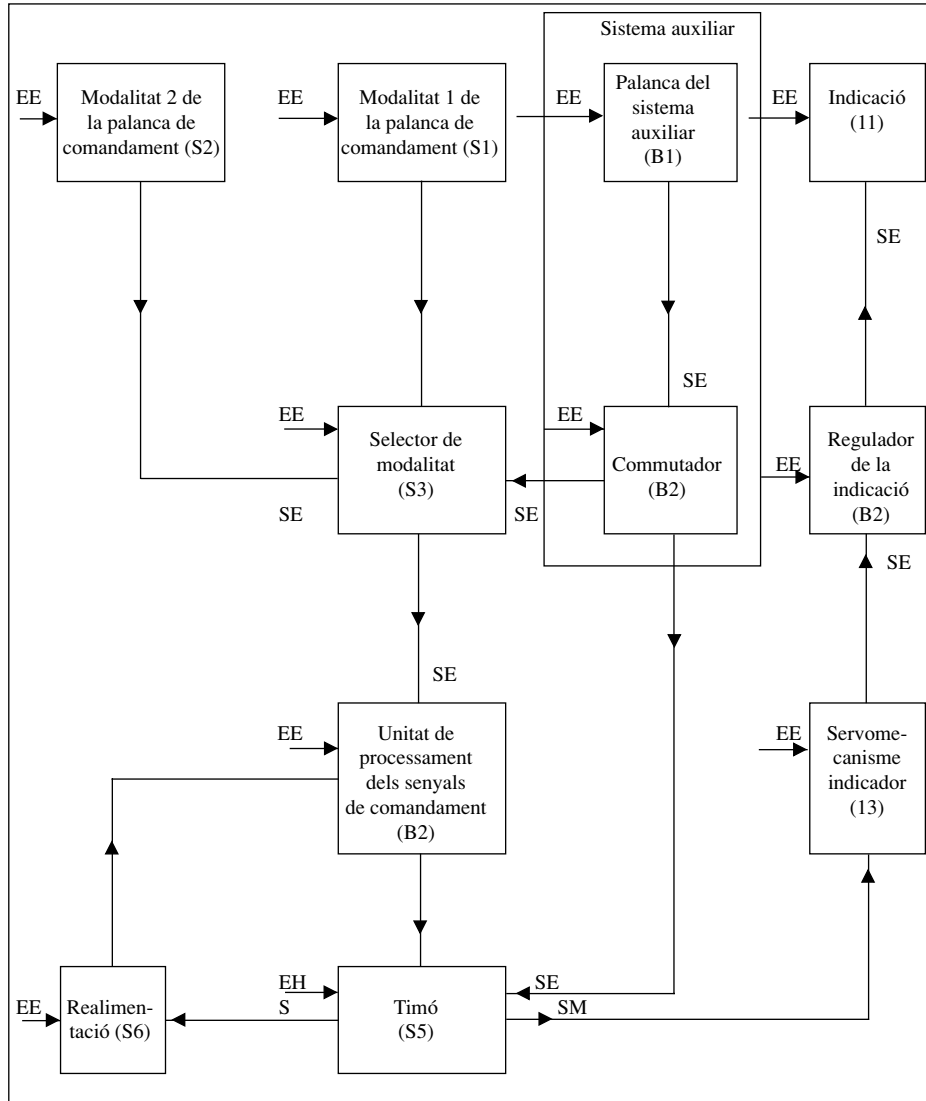 Sistema auxiliar
EE
Modalitat 2 de
la palanca de
comandament (S2)
EE
Modalitat 1 de
la palanca de
comandament (S1)
EE
Palanca del
sistema
auxiliar
(B1)
EE
Indicació
(11)
SE
SE
EE
Selector de
modalitat
(S3)
EE
Commutador
(B2)
EE
Regulador
de la
indicació
(B2)
SE
SE
SE
SE
EE
Unitat de
processament
dels senyals
de comandament
(B2)
EE
Servome-
canisme
indicador
(13)
EE
Realimen-
tació (S6)
S
EH
Timó
(S5)
SE
SM